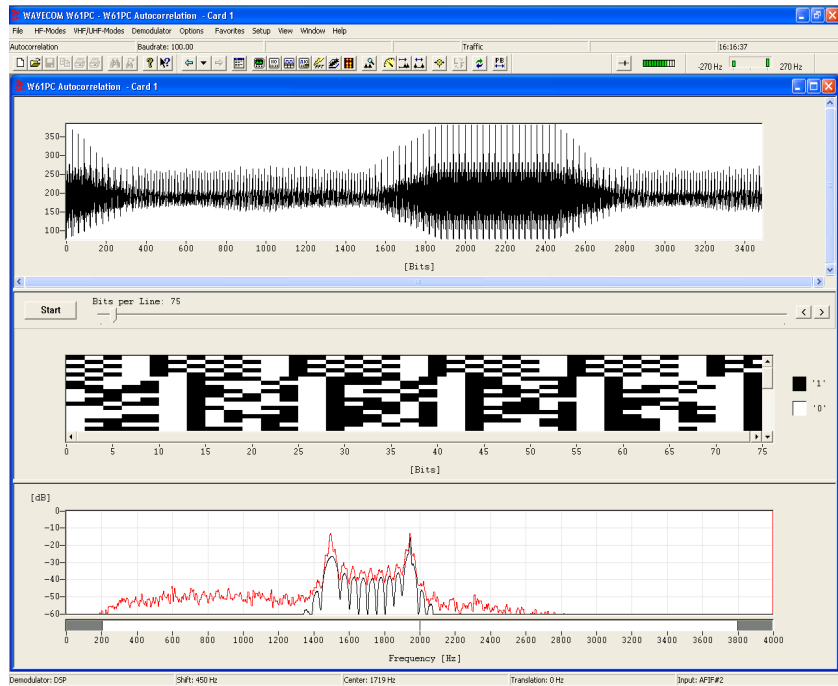 WAVECOM W61PC - W61PC Autocorrelation - Card 1
File HF-Modes VHF/UHF-Modes Demodulator Options Favorites Setup View Window Help
Autocorrelation Baudrate: 100.00 Traffic 16:16:37
-270 Hz 270 Hz
W61PC Autocorrelation - Card 1
350
300
250
200
150
100
0 200 400 600 800 1000 1200 1400 1600 1800 2000 2200 2400 2600 2800 3000 3200 3400
[Bits]
Start Bits per Line: 75
'1'
'0'
0 5 10 15 20 25 30 35 40 45 50 55 60 65 70 75
[Bits]
[dB]
0
-10
-20
-30
-40
-50
-60
0 200 400 600 800 1000 1200 1400 1600 1800 2000 2200 2400 2600 2800 3000 3200 3400 3600 3800 4000
Frequency [Hz]
Demodulator: DSP Shift: 450 Hz Center: 1719 Hz Translation: 0 Hz Input: AFIF#2